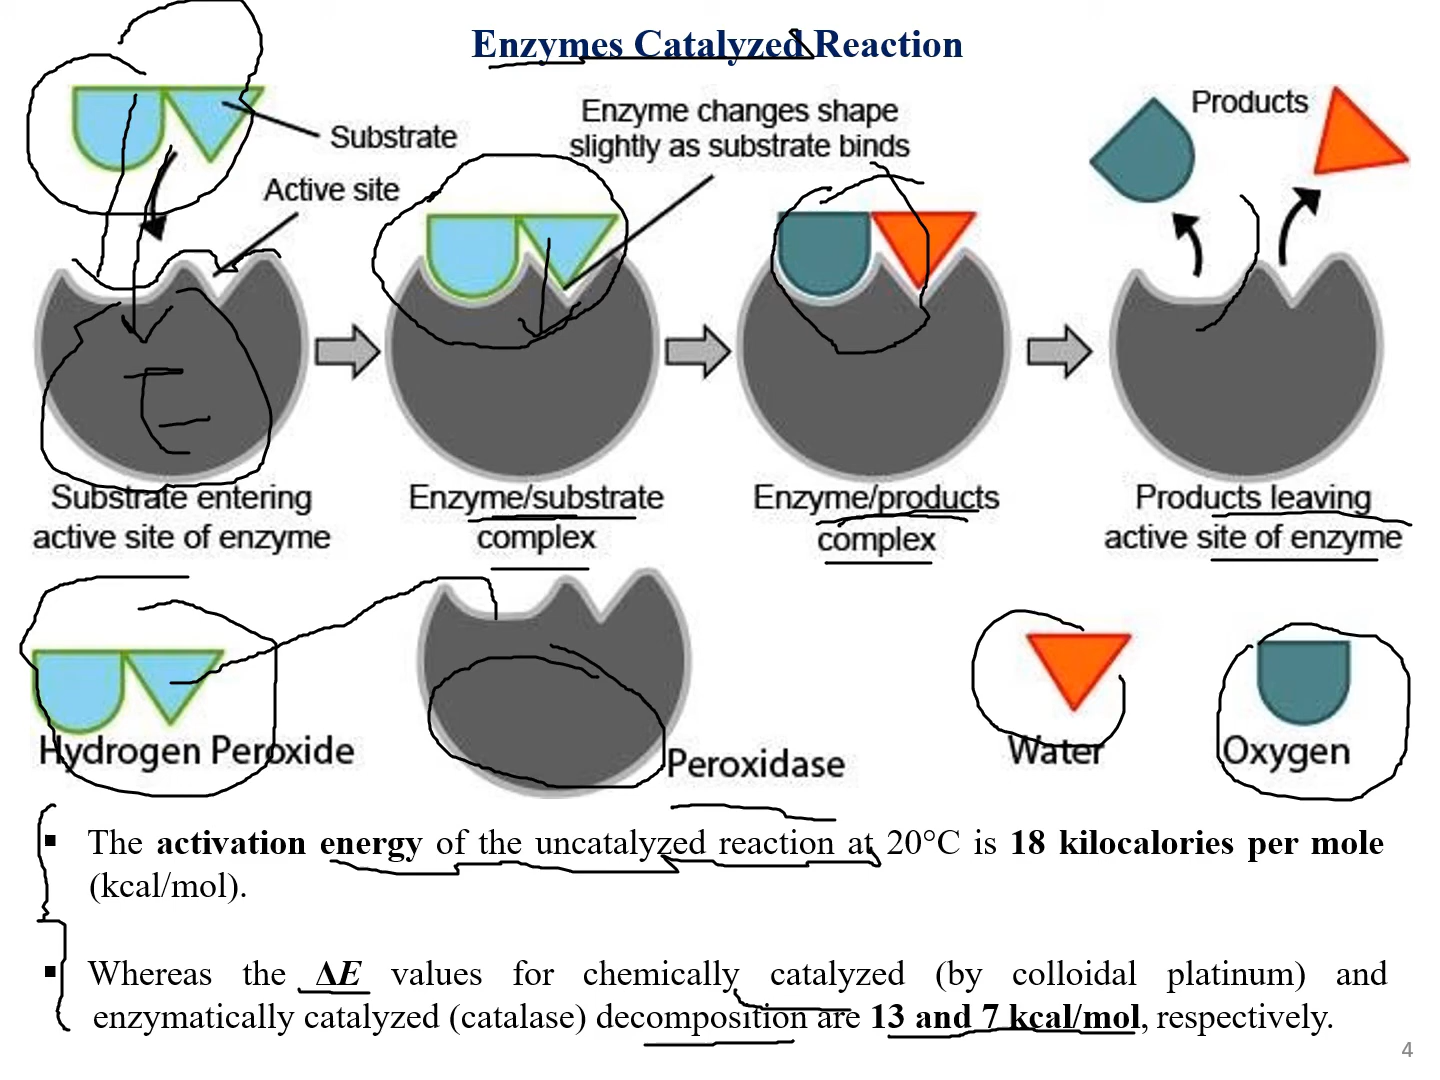 Enzymes Catalyzed Reaction
Substrate
Active site
Enzyme changes shape
slightly as substrate binds
Products
E
Substrate entering
active site of enzyme
Enzyme/substrate
complex
Enzyme/products
complex
Products leaving
active site of enzyme
Hydrogen Peroxide
Peroxidase
Water
Oxygen
▪ The activation energy of the uncatalyzed reaction at 20°C is 18 kilocalories per mole
(kcal/mol).
▪ Whereas the ΔE values for chemically catalyzed (by colloidal platinum) and
enzymatically catalyzed (catalase) decomposition are 13 and 7 kcal/mol, respectively.
4